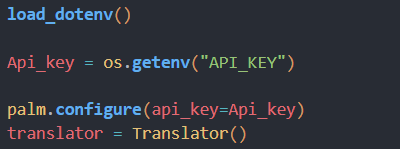 load_dotenv()
Api_key = os.getenv("API_KEY")
palm.configure(api_key=Api_key)
translator = Translator()